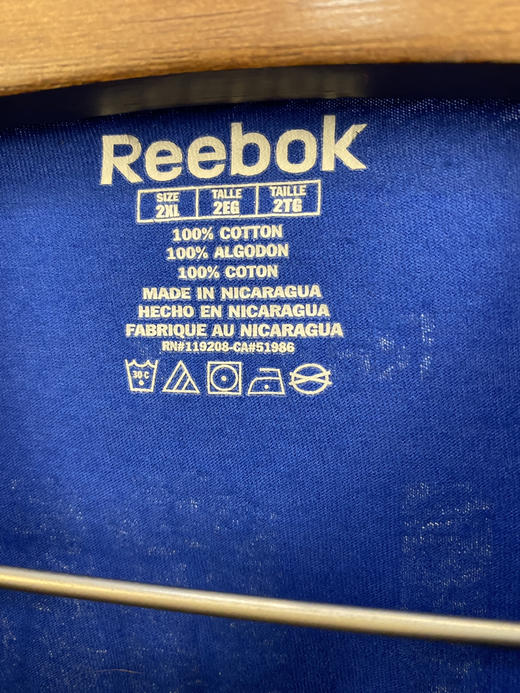 Reebok
SIZE TALLE TAILLE
2XL 2EG 2TG
100% COTTON
100% ALGODON
100% COTON
MADE IN NICARAGUA
HECHO EN NICARAGUA
FABRIQUE AU NICARAGUA
RN#119208-CA#51986
30 C